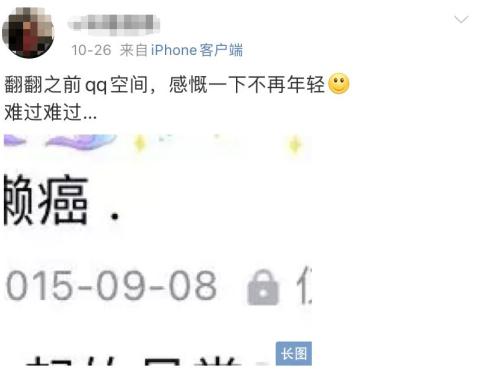 10-26 来自iPhone客户端
翻翻之前qq空间，感慨一下不再年轻
难过难过...
懒癌.
015-09-08
长图